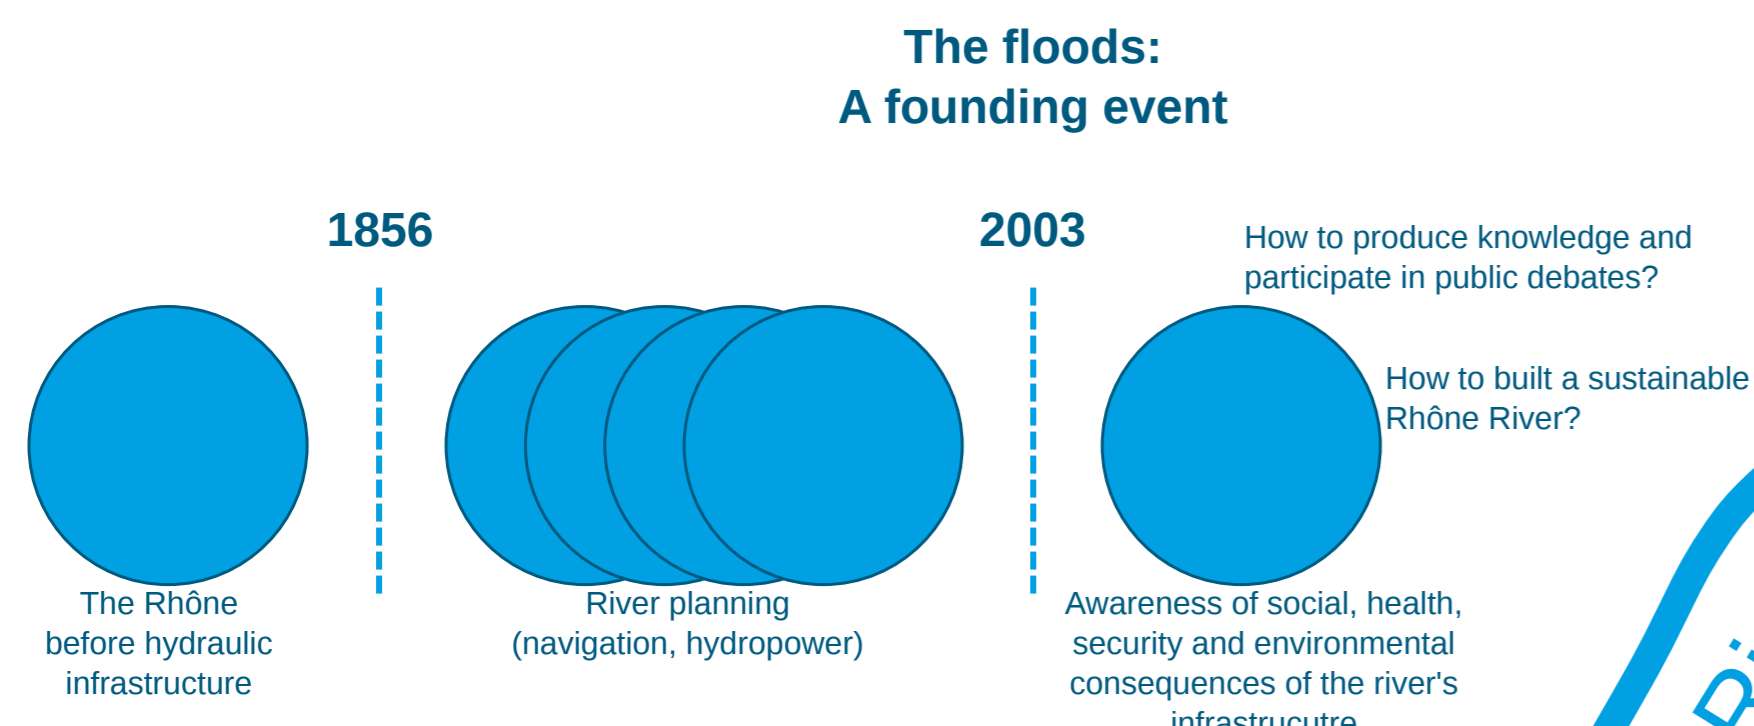 The floods:
A founding event
1856
2003
How to produce knowledge and
participate in public debates?
How to built a sustainable
Rhône River?
The Rhône
before hydraulic
infrastructure
River planning
(navigation, hydropower)
Awareness of social, health,
security and environmental
consequences of the river's
infrastrucutre